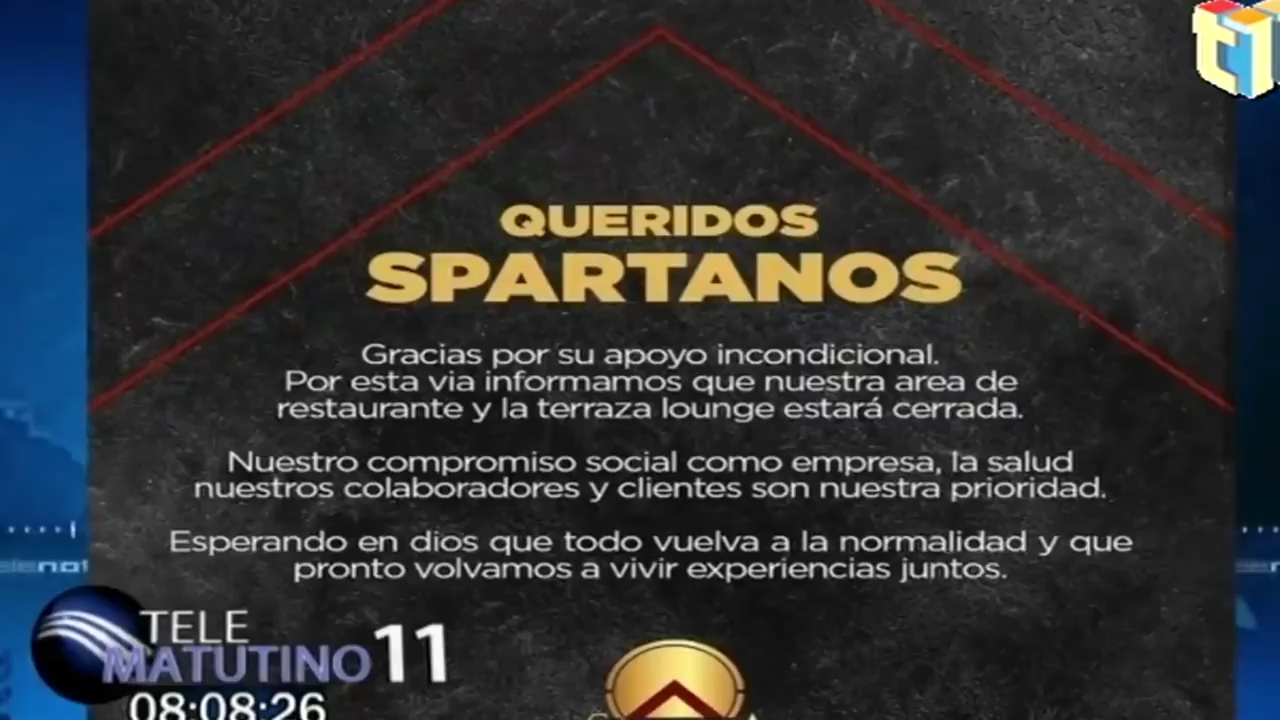 QUERIDOS
SPARTANOS
Gracias por su apoyo incondicional.
Por esta via informamos que nuestra area de
restaurante y la terraza lounge estará cerrada.
Nuestro compromiso social como empresa, la salud
nuestros colaboradores y clientes son nuestra prioridad.
Esperando en dios que todo vuelva a la normalidad y que
pronto volvamos a vivir experiencias juntos.
TELE
MATUTINO 11
08:08:26